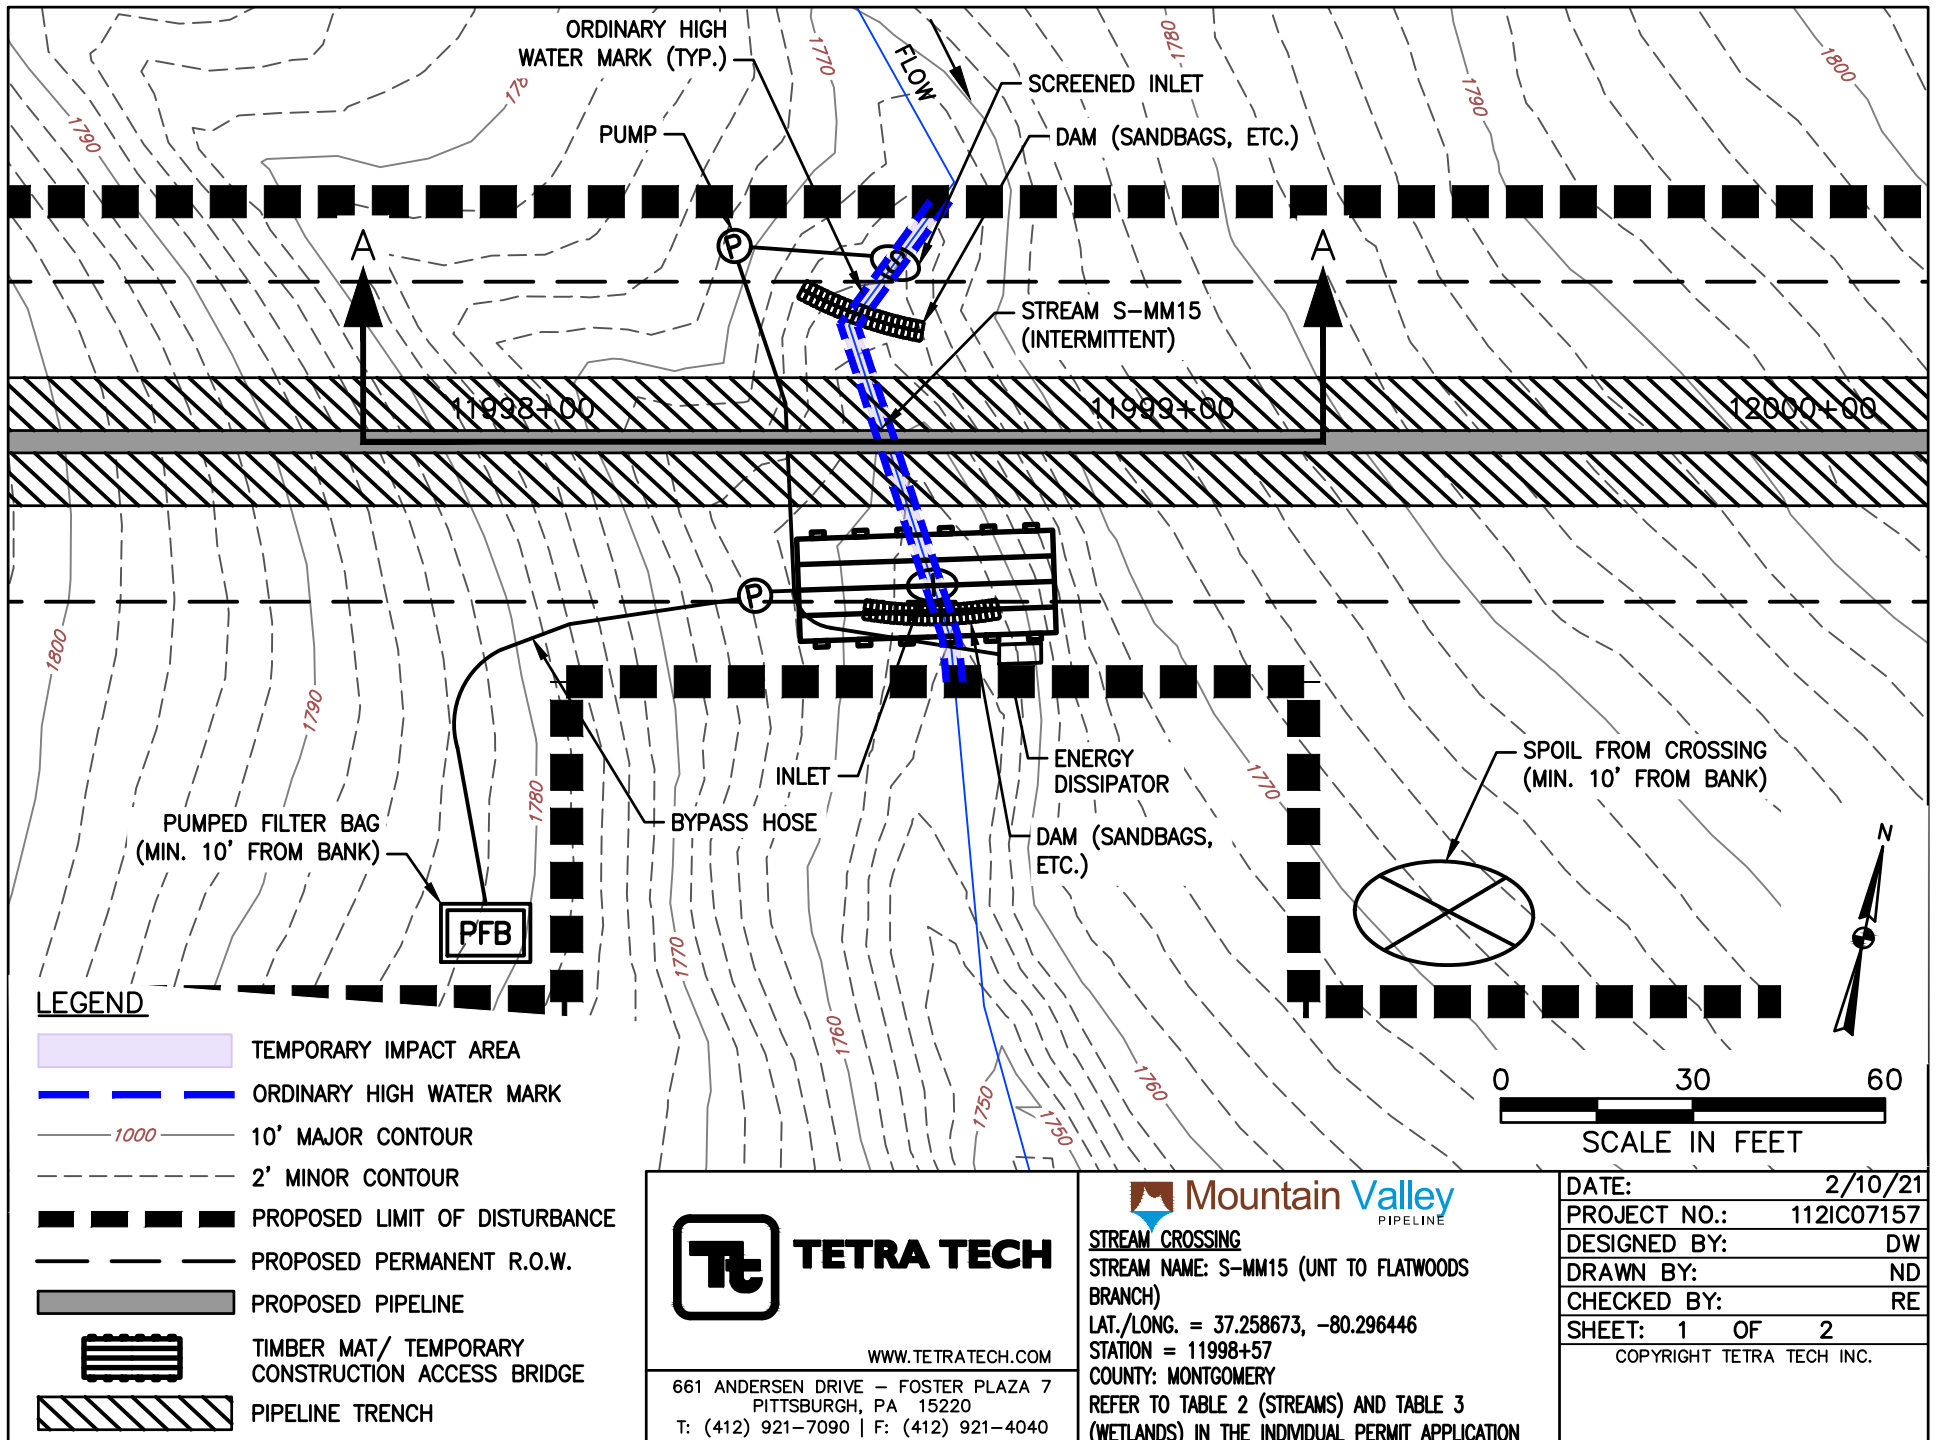 ORDINARY HIGH
WATER MARK (TYP.)
1770
FLOW
1780
1800
178
SCREENED INLET
1790
1790
PUMP
DAM (SANDBAGS, ETC.)
A
A
P
S
STREAM S-MM15
(INTERMITTENT)
11998+00
11999+00
12000+00
P
1800
1790
INLET
ENERGY
DISSIPATOR
SPOIL FROM CROSSING
(MIN. 10' FROM BANK)
1770
1780
PUMPED FILTER BAG
(MIN. 10' FROM BANK)
BYPASS HOSE
DAM (SANDBAGS,
ETC.)
N
PFB
1770
1760
1760
1750
1750
LEGEND
TEMPORARY IMPACT AREA
ORDINARY HIGH WATER MARK
1000
10' MAJOR CONTOUR
2' MINOR CONTOUR
PROPOSED LIMIT OF DISTURBANCE
PROPOSED PERMANENT R.O.W.
PROPOSED PIPELINE
TIMBER MAT/ TEMPORARY
CONSTRUCTION ACCESS BRIDGE
PIPELINE TRENCH
0 30 60
SCALE IN FEET
Tt
TETRA TECH
WWW.TETRATECH.COM
661 ANDERSEN DRIVE – FOSTER PLAZA 7
PITTSBURGH, PA 15220
T: (412) 921-7090 | F: (412) 921-4040
Mountain Valley
PIPELINE
STREAM CROSSING
STREAM NAME: S-MM15 (UNT TO FLATWOODS
BRANCH)
LAT./LONG. = 37.258673, -80.296446
STATION = 11998+57
COUNTY: MONTGOMERY
REFER TO TABLE 2 (STREAMS) AND TABLE 3
(WETLANDS) IN THE INDIVIDUAL PERMIT APPLICATION
DATE: 2/10/21
PROJECT NO.: 112IC07157
DESIGNED BY: DW
DRAWN BY: ND
CHECKED BY: RE
SHEET: 1 OF 2
COPYRIGHT TETRA TECH INC.